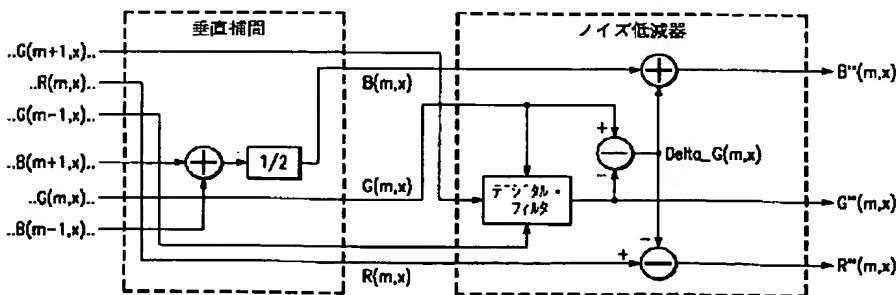 垂直補間
ノイズ低減器
..G(m+1,x)..
..R(m,x)..
..G(m-1,x)..
..B(m+1,x)..
..G(m,x)..
..B(m-1,x)..
1/2
B(m,x)
G(m,x)
R(m,x)
デジタル・
フィルタ
+
-
Delta_G(m,x)
-
+
B"(m,x)
G"(m,x)
R"(m,x)